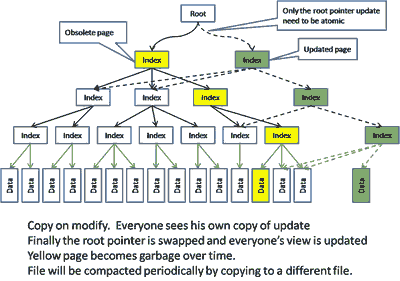 Root
Only the root pointer update
need to be atomic
Obsolete page
Updated page
Index Index
Index Index Index Index
Index Index Index Index Index Index Index
Data Data Data Data Data Data Data Data Data Data Data Data Data Data Data
Copy on modify. Everyone sees his own copy of update
Finally the root pointer is swapped and everyone's view is updated
Yellow page becomes garbage over time.
File will be compacted periodically by copying to a different file.